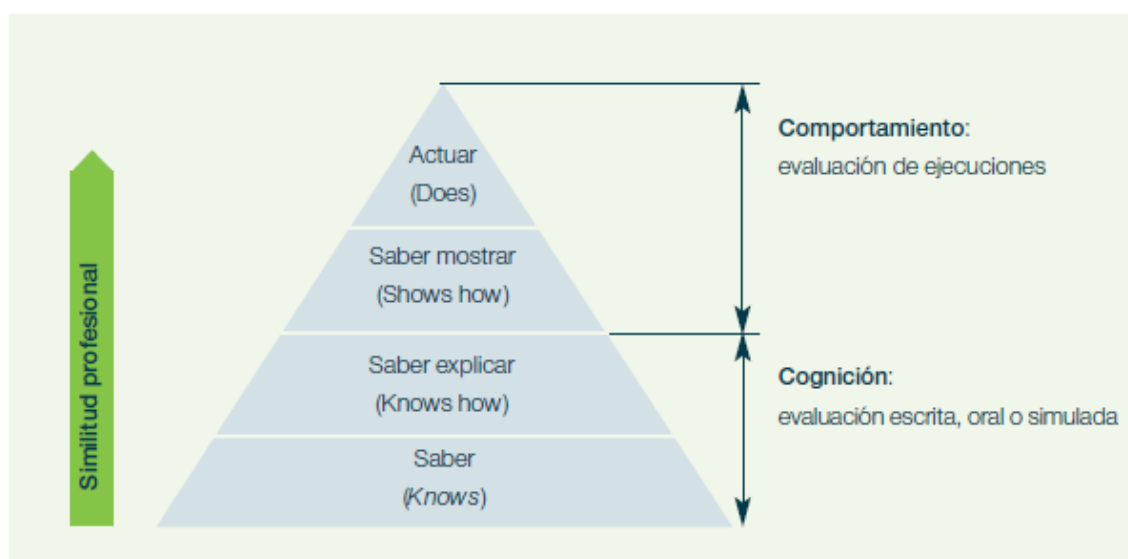 Actuar
(Does)
Saber mostrar
(Shows how)
Saber explicar
(Knows how)
Saber
(Knows)
Similitud profesional
Comportamiento:
evaluación de ejecuciones
Cognición:
evaluación escrita, oral o simulada